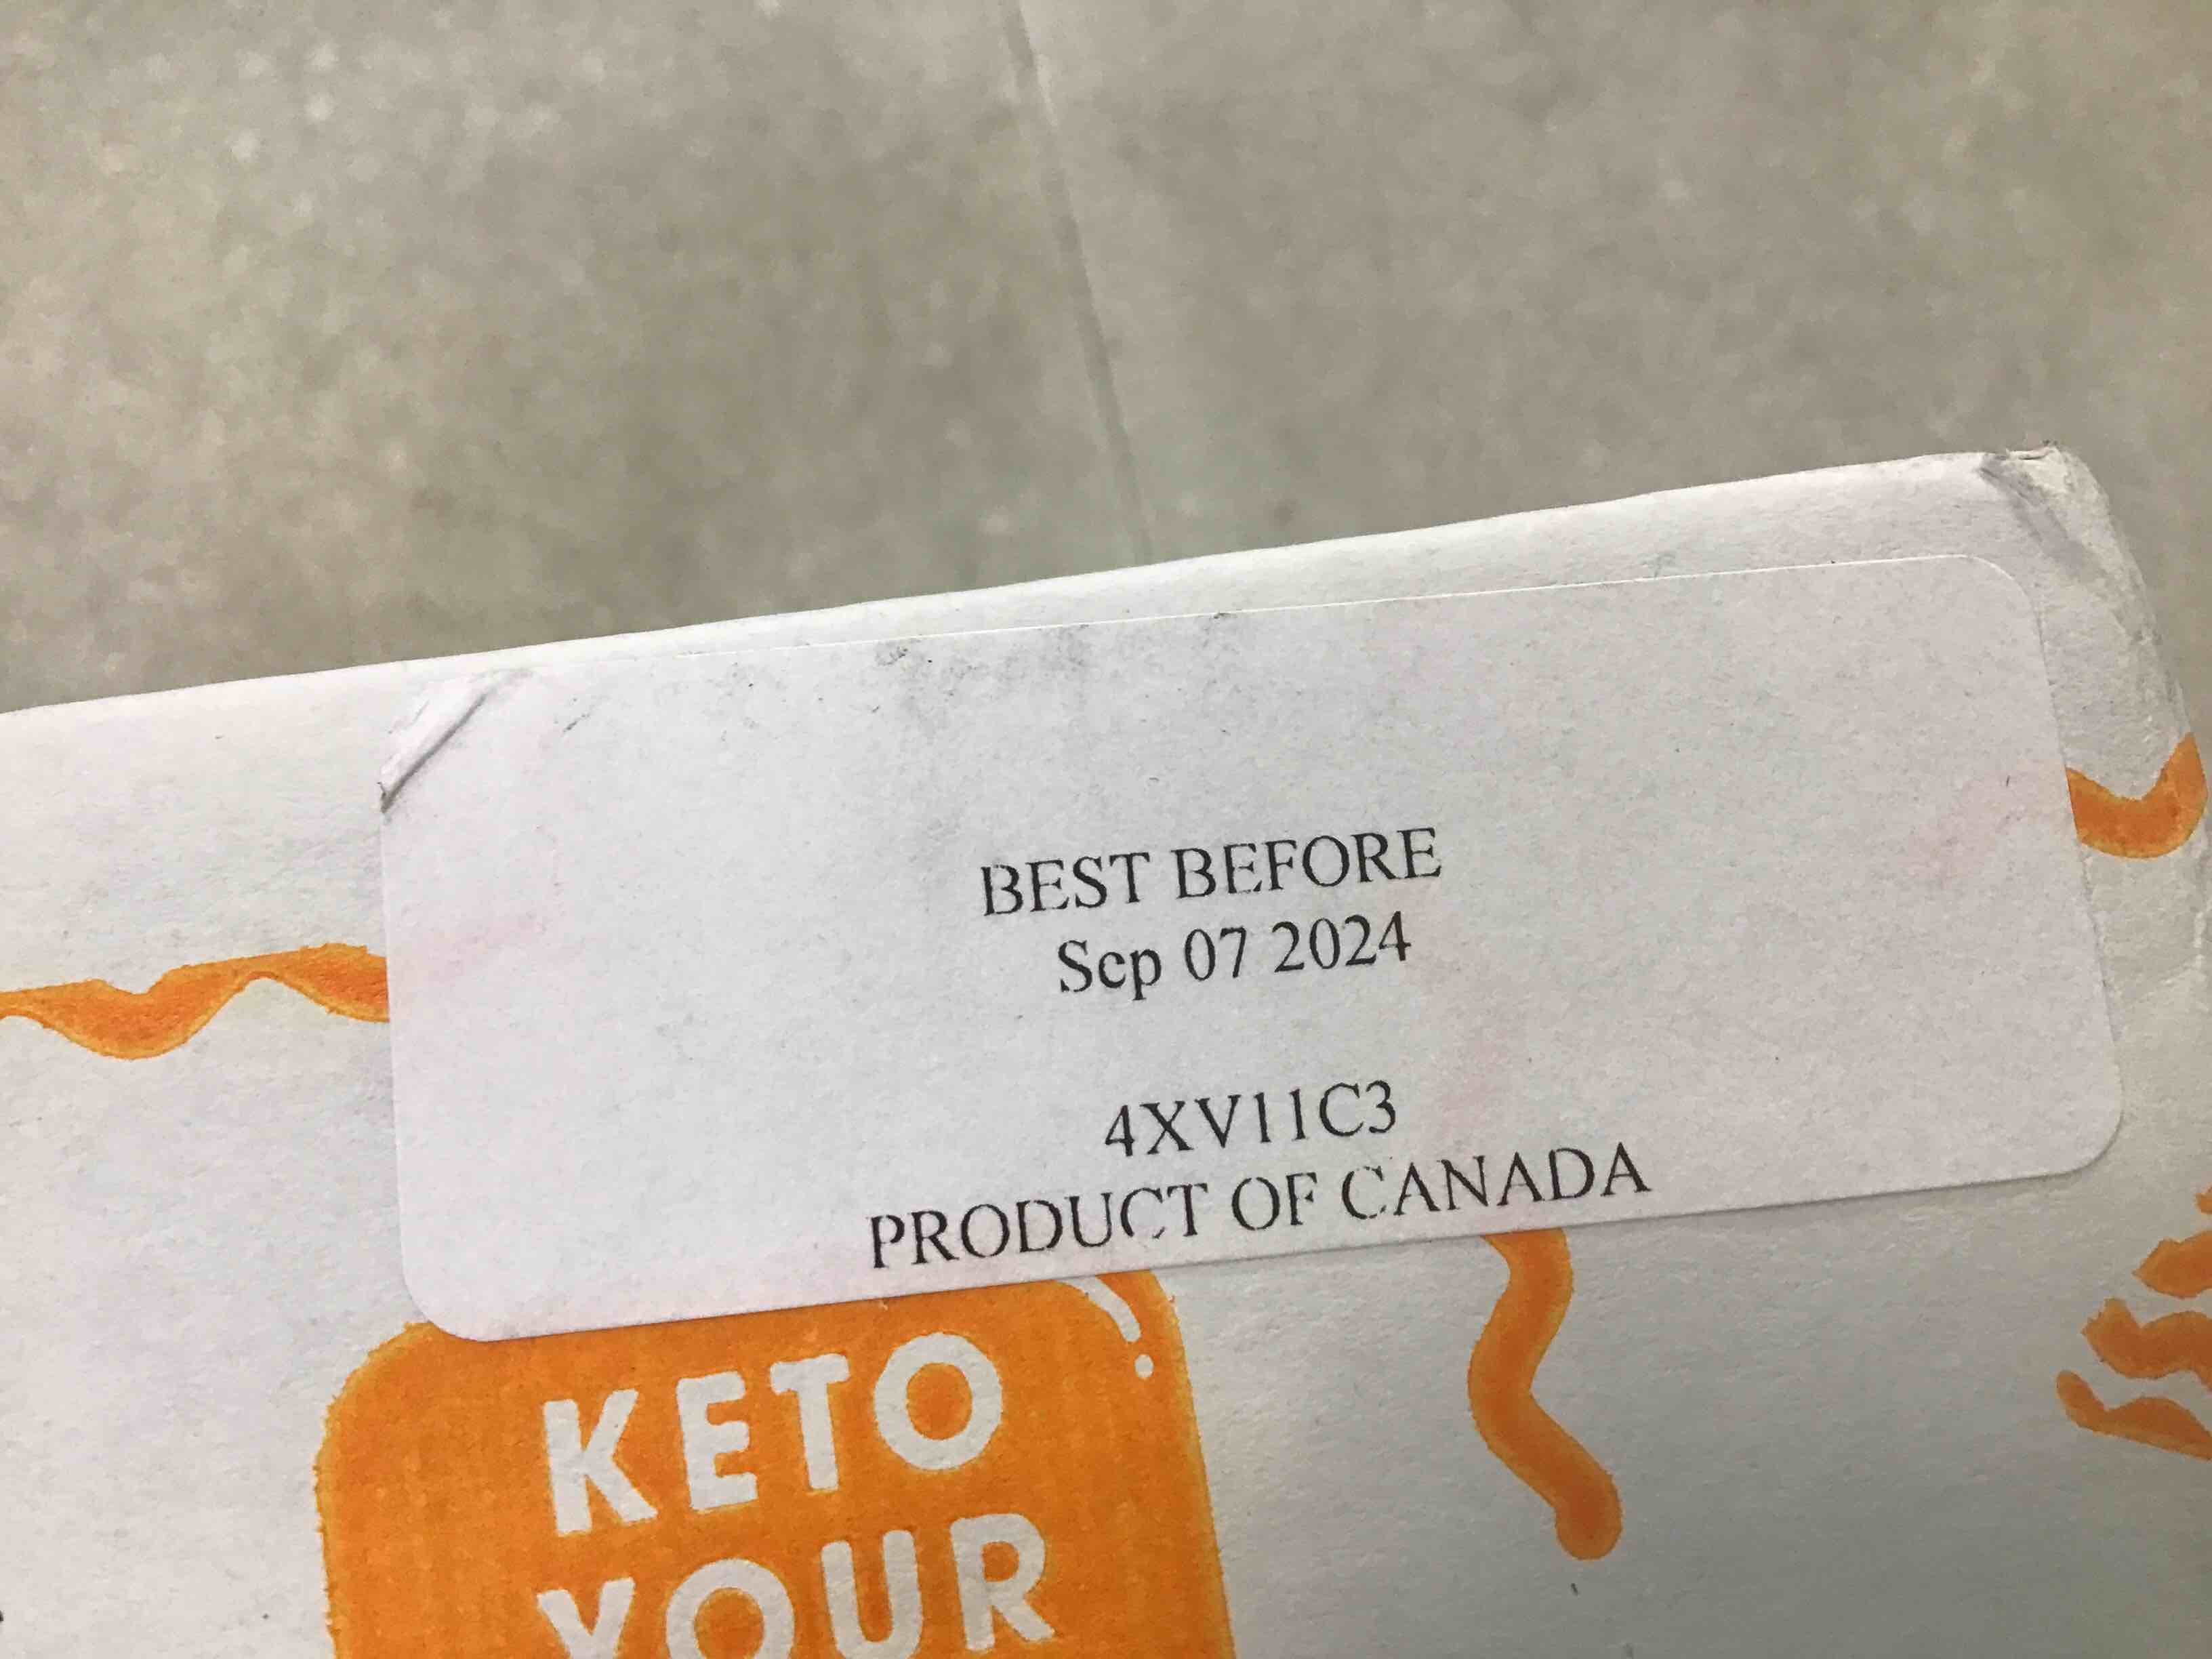 BEST BEFORE
Sep 07 2024
4XV11C3
PRODUCT OF CANADA
KETO
YOUR